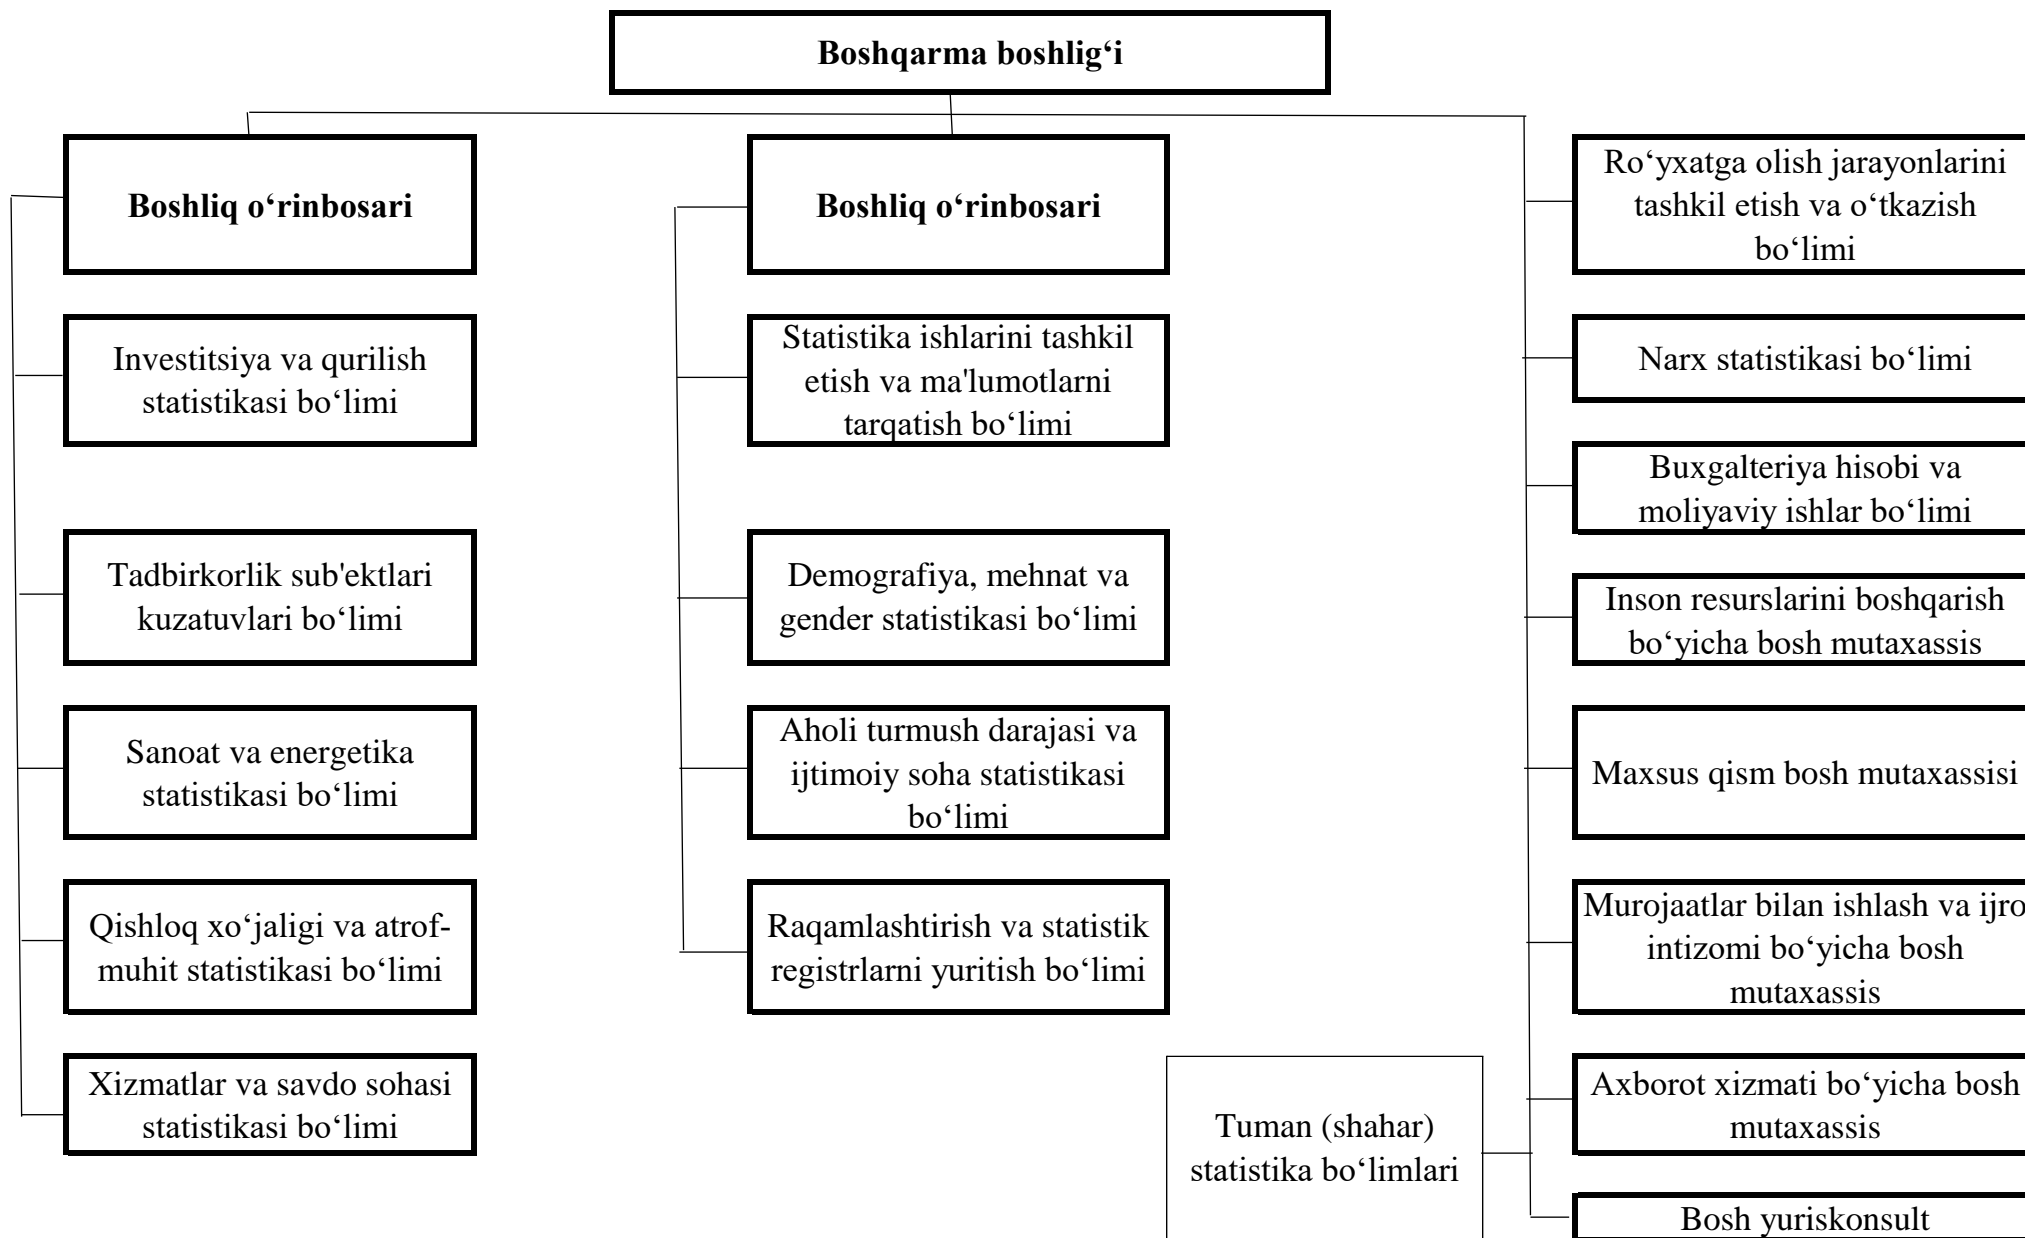 Boshqarma boshlig‘i
Boshliq o‘rinbosari
Investitsiya va qurilish
statistikasi bo‘limi
Tadbirkorlik sub'ektlari
kuzatuvlari bo‘limi
Sanoat va energetika
statistikasi bo‘limi
Qishloq xo‘jaligi va atrof-
muhit statistikasi bo‘limi
Xizmatlar va savdo sohasi
statistikasi bo‘limi
Boshliq o‘rinbosari
Statistika ishlarini tashkil
etish va ma'lumotlarni
tarqatish bo‘limi
Demografiya, mehnat va
gender statistikasi bo‘limi
Aholi turmush darajasi va
ijtimoiy soha statistikasi
bo‘limi
Raqamlashtirish va statistik
registrlarni yuritish bo‘limi
Ro‘yxatga olish jarayonlarini
tashkil etish va o‘tkazish
bo‘limi
Narx statistikasi bo‘limi
Buxgalteriya hisobi va
moliyaviy ishlar bo‘limi
Inson resurslarini boshqarish
bo‘yicha bosh mutaxassis
Maxsus qism bosh mutaxassisi
Murojaatlar bilan ishlash va ijro
intizomi bo‘yicha bosh
mutaxassis
Axborot xizmati bo‘yicha bosh
mutaxassis
Bosh yuriskonsult
Tuman (shahar)
statistika bo‘limlari